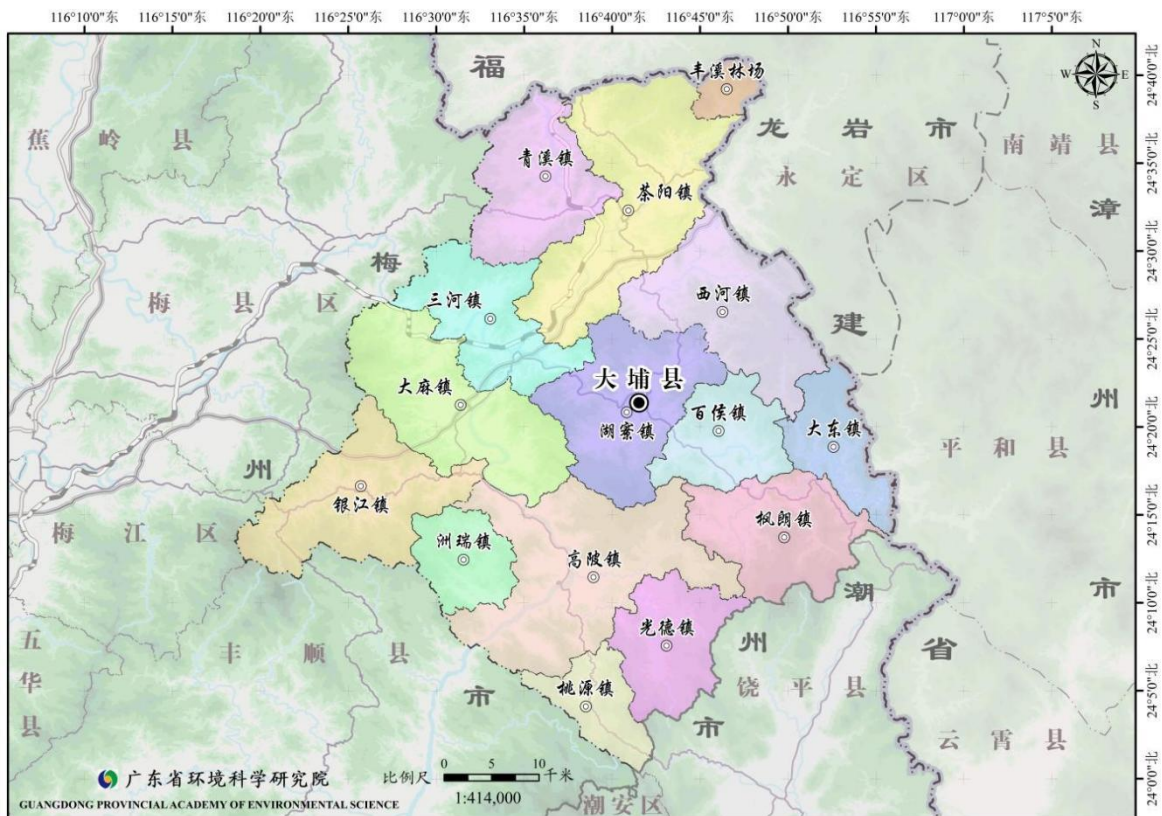 116°10'0"东 116°15'0"东 116°20'0"东 116°25'0"东 116°30'0"东 116°35'0"东 116°40'0"东 116°45'0"东 116°50'0"东 116°55'0"东 117°0'0"东 117°5'0"东
N
W E
S
福
丰溪林场
24°40'0"北
蕉岭县
龙岩市
南靖县
青溪镇
永定区
24°35'0"北
茶阳镇
漳
梅
24°30'0"北
梅县区
三河镇
西河镇
建
24°25'0"北
大麻镇
大埔县
百侯镇
湖寮镇
大东镇
州
24°20'0"北
平和县
州
银江镇
梅江区
枫朗镇
24°15'0"北
洲瑞镇
高陂镇
潮
市
24°10'0"北
五华县
丰顺县
光德镇
州
省
桃源镇
饶平县
24°5'0"北
市
市
云霄县
广东省环境科学研究院
GUANGDONG PROVINCIAL ACADEMY OF ENVIRONMENTAL SCIENCE
比例尺 0 5 10 千米
1:414,000
潮安区
24°0'0"北